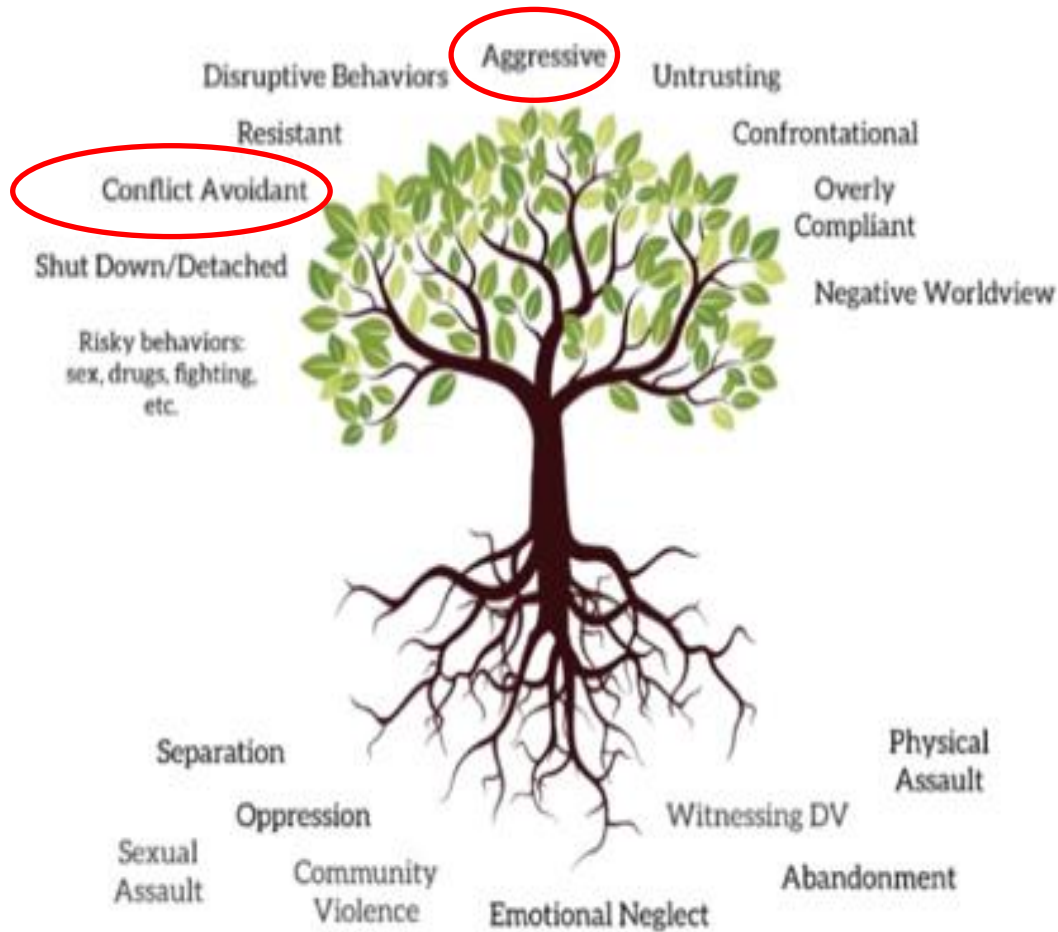 Aggressive
Disruptive Behaviors
Untrusting
Resistant
Confrontational
Conflict Avoidant
Overly
Compliant
Shut Down/Detached
Negative Worldview
Risky behaviors:
sex, drugs, fighting,
etc.
Separation
Physical
Assault
Oppression
Witnessing DV
Sexual
Assault
Community
Violence
Abandonment
Emotional Neglect